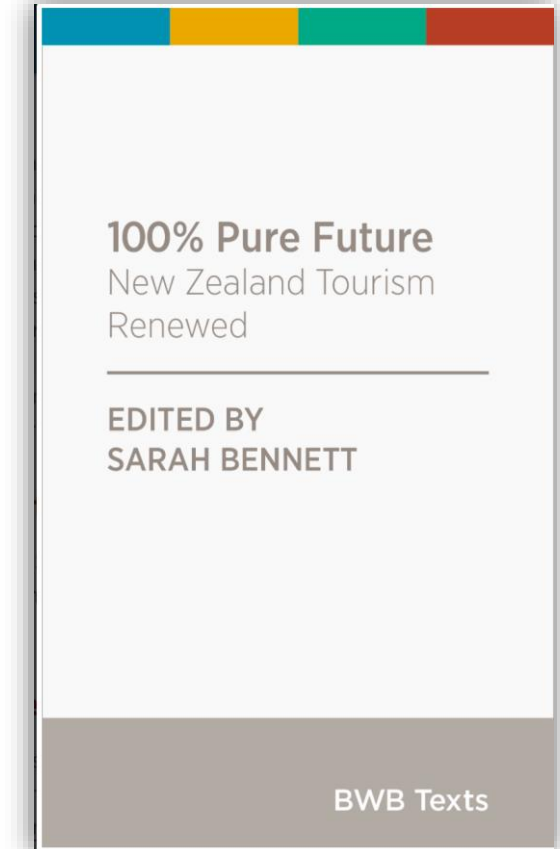 100% Pure Future
New Zealand Tourism
Renewed
EDITED BY
SARAH BENNETT
BWB Texts